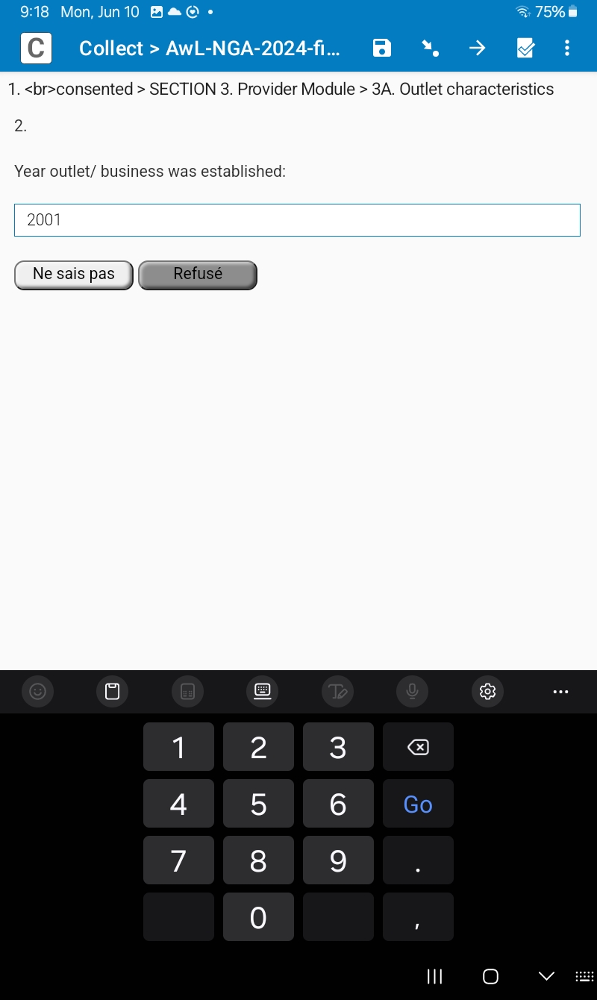 9:18 Mon, Jun 10 75%
C Collect > AwL-NGA-2024-fi...
1. <br>consented > SECTION 3. Provider Module > 3A. Outlet characteristics
2.
Year outlet/ business was established:
2001
Ne sais pas Refusé
1 2 3
4 5 6 Go
7 8 9 .
0 ,